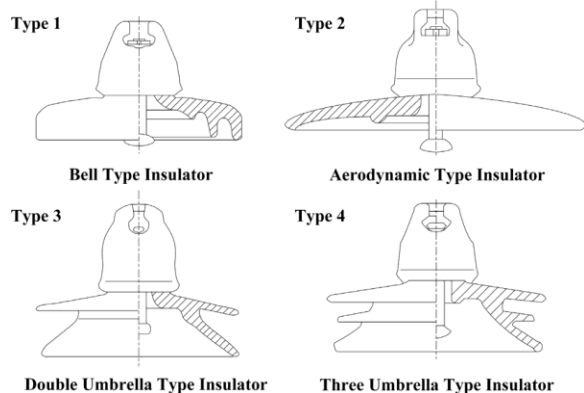 Type 1
Type 2
Bell Type Insulator
Aerodynamic Type Insulator
Type 3
Type 4
Double Umbrella Type Insulator
Three Umbrella Type Insulator